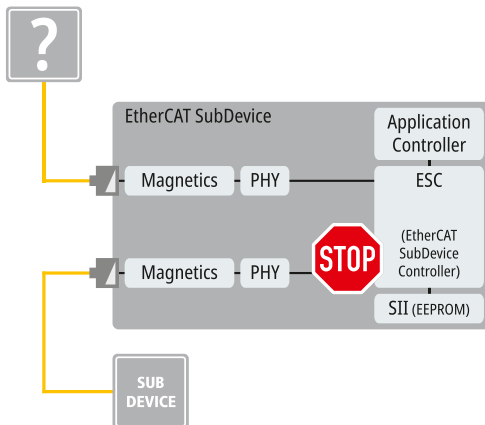 ?
EtherCAT SubDevice
Application
Controller
Magnetics
PHY
ESC
(EtherCAT
SubDevice
Controller)
Magnetics
PHY
STOP
SII (EEPROM)
SUB
DEVICE